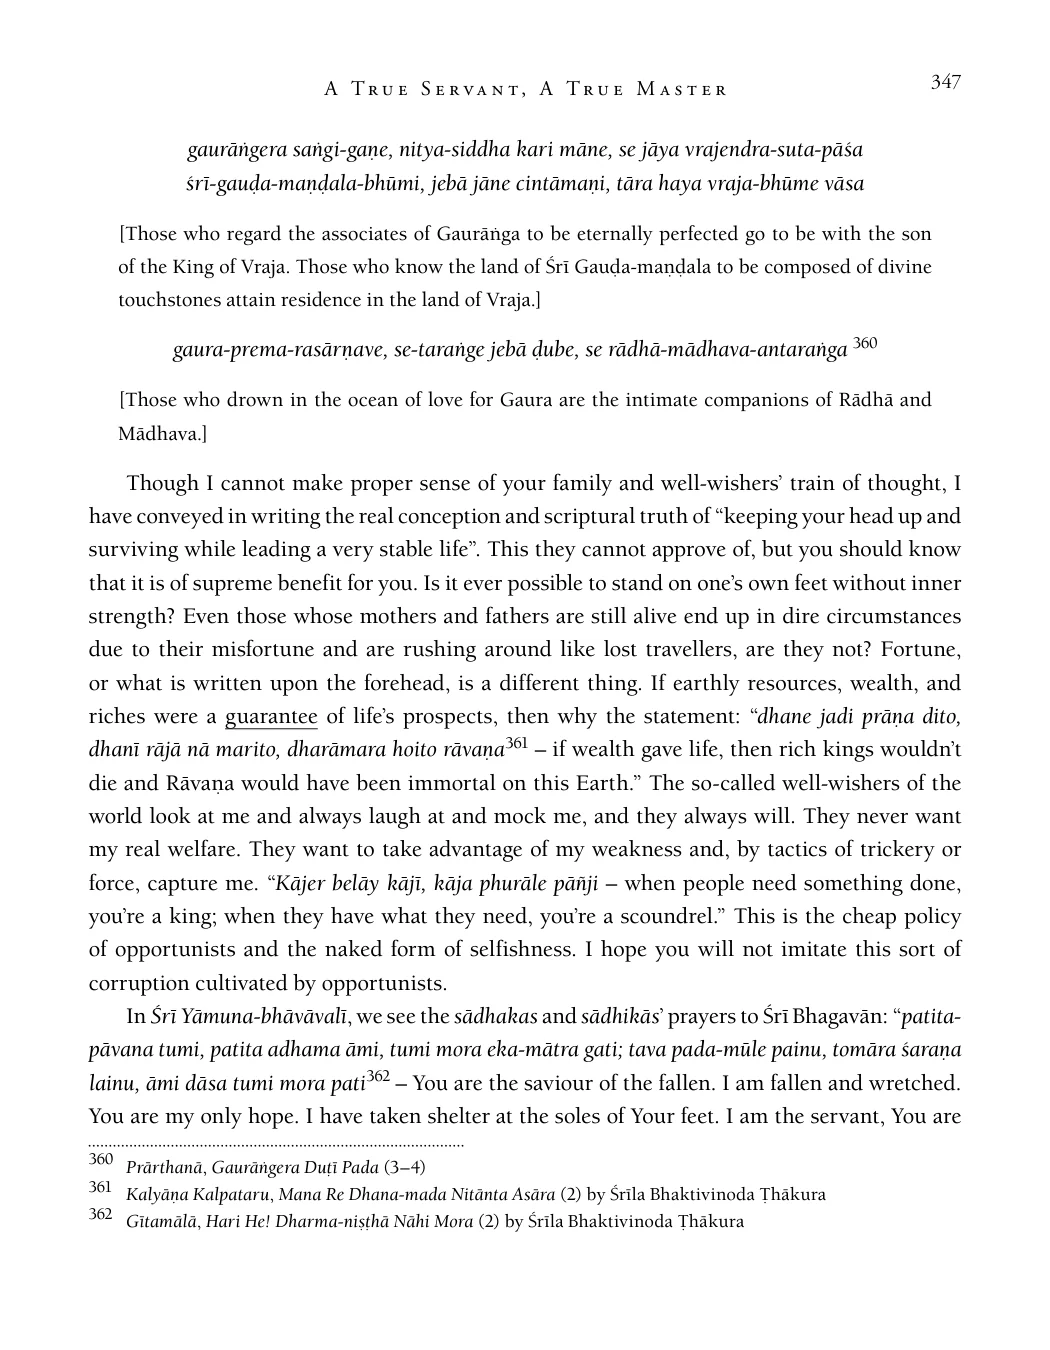 A True Servant, A True Master
347
gaurāṅgera saṅgi-gaṇe, nitya-siddha kari māne, se jāya vrajendra-suta-pāśa
śrī-gauḍa-maṇḍala-bhūmi, jebā jāne cintāmaṇi, tāra haya vraja-bhūme vāsa
[Those who regard the associates of Gaurāṅga to be eternally perfected go to be with the son
of the King of Vraja. Those who know the land of Śrī Gauḍa-maṇḍala to be composed of divine
touchstones attain residence in the land of Vraja.]
gaura-prema-rasārṇave, se-taraṅge jebā ḍube, se rādhā-mādhava-antaraṅga 360
[Those who drown in the ocean of love for Gaura are the intimate companions of Rādhā and
Mādhava.]
Though I cannot make proper sense of your family and well-wishers’ train of thought, I
have conveyed in writing the real conception and scriptural truth of “keeping your head up and
surviving while leading a very stable life”. This they cannot approve of, but you should know
that it is of supreme benefit for you. Is it ever possible to stand on one’s own feet without inner
strength? Even those whose mothers and fathers are still alive end up in dire circumstances
due to their misfortune and are rushing around like lost travellers, are they not? Fortune,
or what is written upon the forehead, is a different thing. If earthly resources, wealth, and
riches were a guarantee of life’s prospects, then why the statement: “dhane jadi prāṇa dito,
dhanī rājā nā marito, dharāmara hoito rāvaṇa361 – if wealth gave life, then rich kings wouldn’t
die and Rāvaṇa would have been immortal on this Earth.” The so-called well-wishers of the
world look at me and always laugh at and mock me, and they always will. They never want
my real welfare. They want to take advantage of my weakness and, by tactics of trickery or
force, capture me. “Kājer belāy kājī, kāja phurāle pāñji – when people need something done,
you’re a king; when they have what they need, you’re a scoundrel.” This is the cheap policy
of opportunists and the naked form of selfishness. I hope you will not imitate this sort of
corruption cultivated by opportunists.
In Śrī Yāmuna-bhāvāvalī, we see the sādhakas and sādhikās’ prayers to Śrī Bhagavān: “patita-
pāvana tumi, patita adhama āmi, tumi mora eka-mātra gati; tava pada-mūle painu, tomāra śaraṇa
lainu, āmi dāsa tumi mora pati362 – You are the saviour of the fallen. I am fallen and wretched.
You are my only hope. I have taken shelter at the soles of Your feet. I am the servant, You are
360 Prārthanā, Gaurāṅgera Duṭī Pada (3–4)
361 Kalyāṇa Kalpataru, Mana Re Dhana-mada Nitānta Asāra (2) by Śrīla Bhaktivinoda Ṭhākura
362 Gītamālā, Hari He! Dharma-niṣṭhā Nāhi Mora (2) by Śrīla Bhaktivinoda Ṭhākura